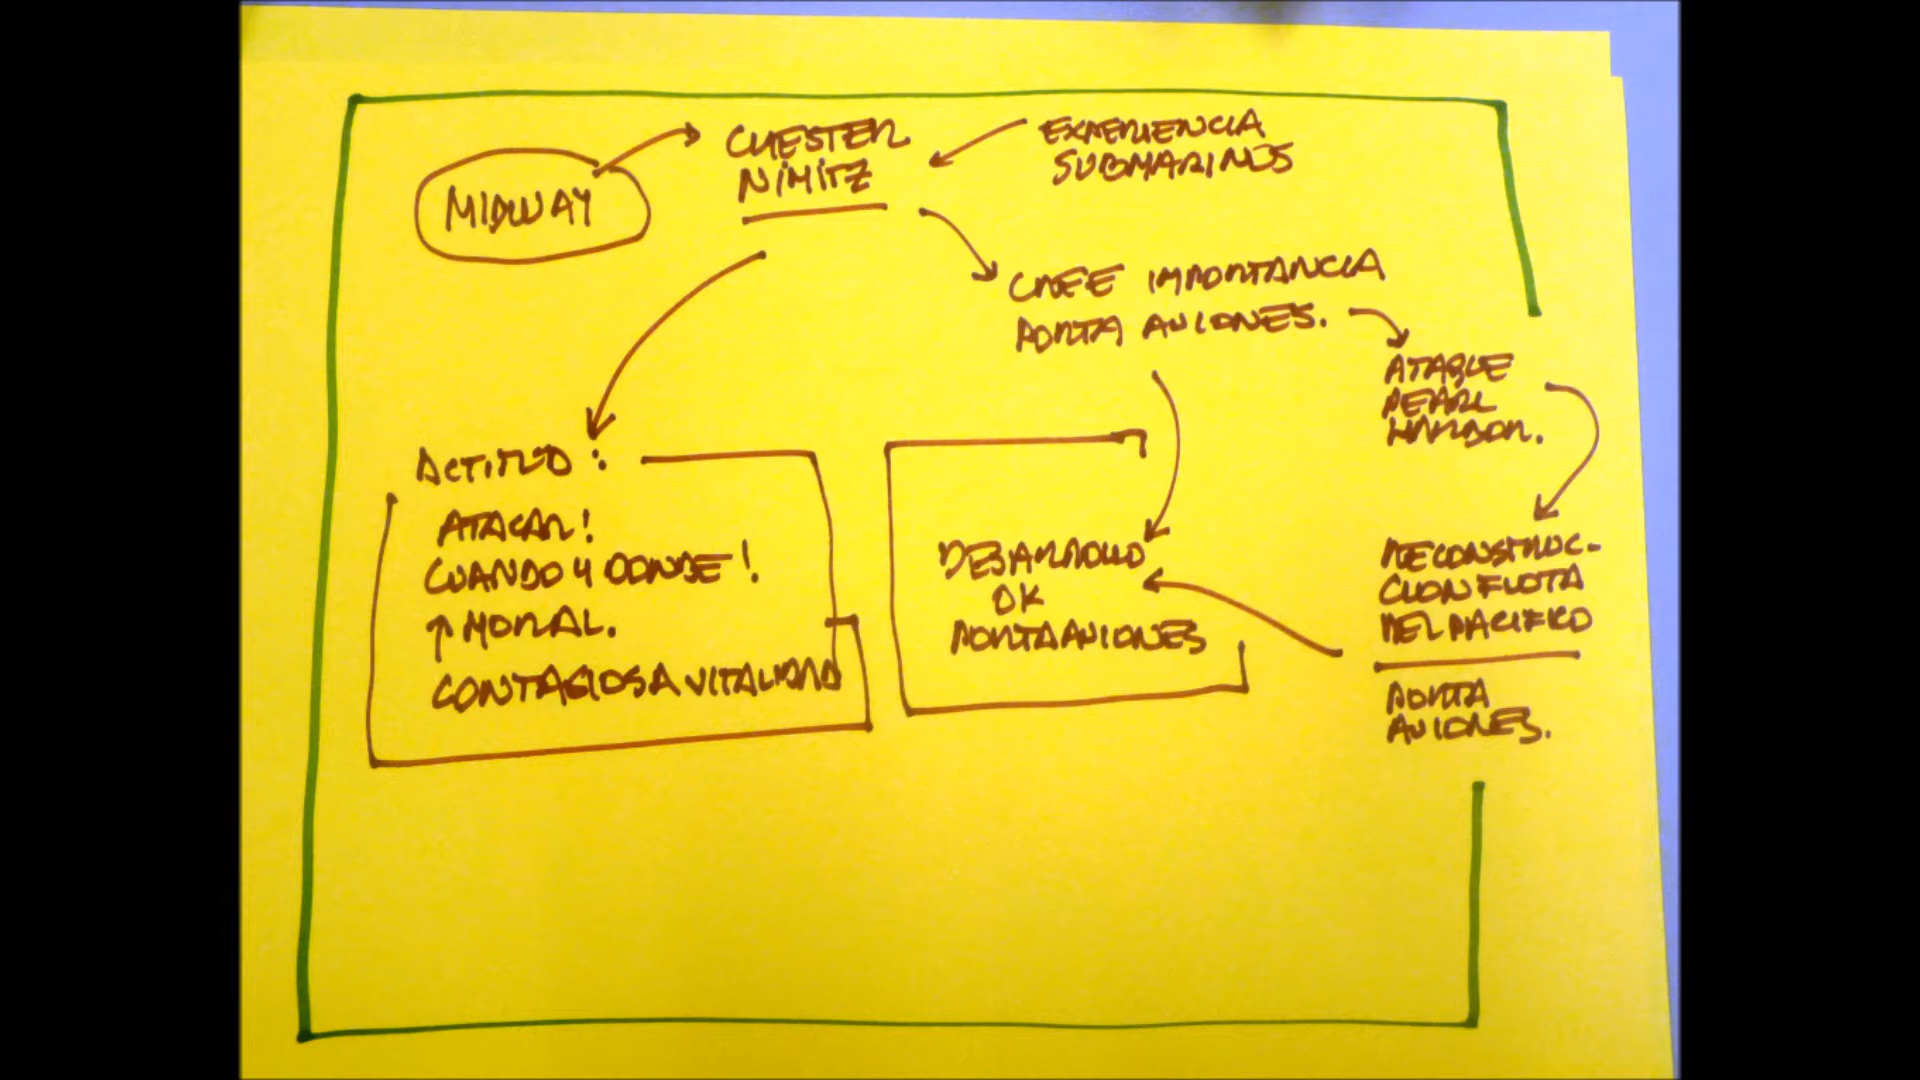 MIDWAY
CHESTER
NIMITZ
EXPERIENCIA
SUBMARINOS
CREE IMPORTANCIA
PORTA AVIONES.
ATAQUE
PEARL
HARBOR.
ACTITUD:
ATACAR!
CUANDO Y DONDE!
↑ MORAL.
CONTAGIOSA VITALIDAD
DESARROLLO
DE
PORTAAVIONES
RECONSTRUC-
CION FLOTA
DEL PACIFICO
PORTA
AVIONES.